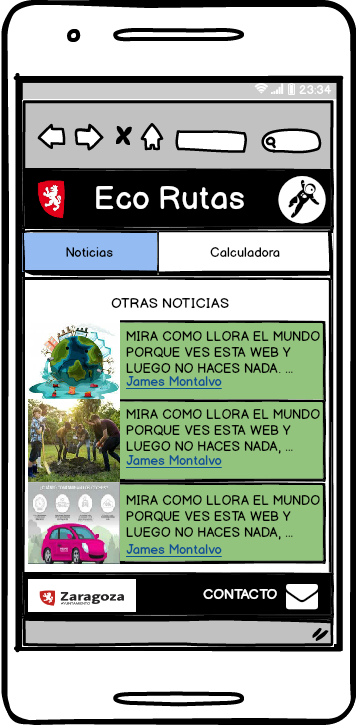 23:34
Eco Rutas
Noticias
Calculadora
OTRAS NOTICIAS
MIRA COMO LLORA EL MUNDO
PORQUE VES ESTA WEB Y
LUEGO NO HACES NADA. ...
James Montalvo
MIRA COMO LLORA EL MUNDO
PORQUE VES ESTA WEB Y
LUEGO NO HACES NADA, ...
James Montalvo
MIRA COMO LLORA EL MUNDO
PORQUE VES ESTA WEB Y
LUEGO NO HACES NADA, ...
James Montalvo
Zaragoza
AYUNTAMIENTO
CONTACTO